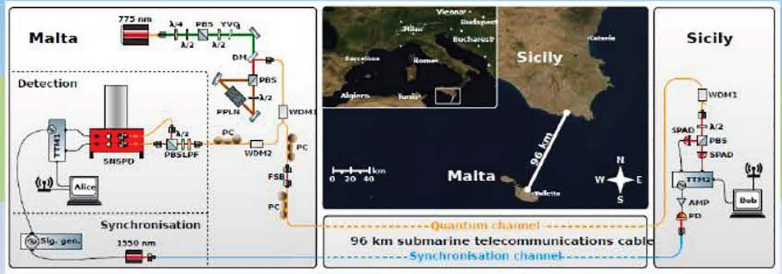 Malta
775 nm
λ/4
PBS
YVO
λ/2
λ/2
DM
PBS
λ/2
PPLN
WDM1
Detection
TTM1
SNSPD
λ/2
PBS
LPF
PC
WDM2
PC
FSB
PC
Alice
Synchronisation
Sig. gen.
1550 nm
Vienna
Budapest
Milan
Bucharest
Barcelona
Rome
Algiers
Tunis
Sicily
Catania
96 km
Malta
Valletta
0 20 40 km
N
W E
S
Quantum channel
96 km submarine telecommunications cable
Synchronisation channel
Sicily
WDM1
λ/2
SPAD
PBS
SPAD
TTM2
AMP
PD
Bob